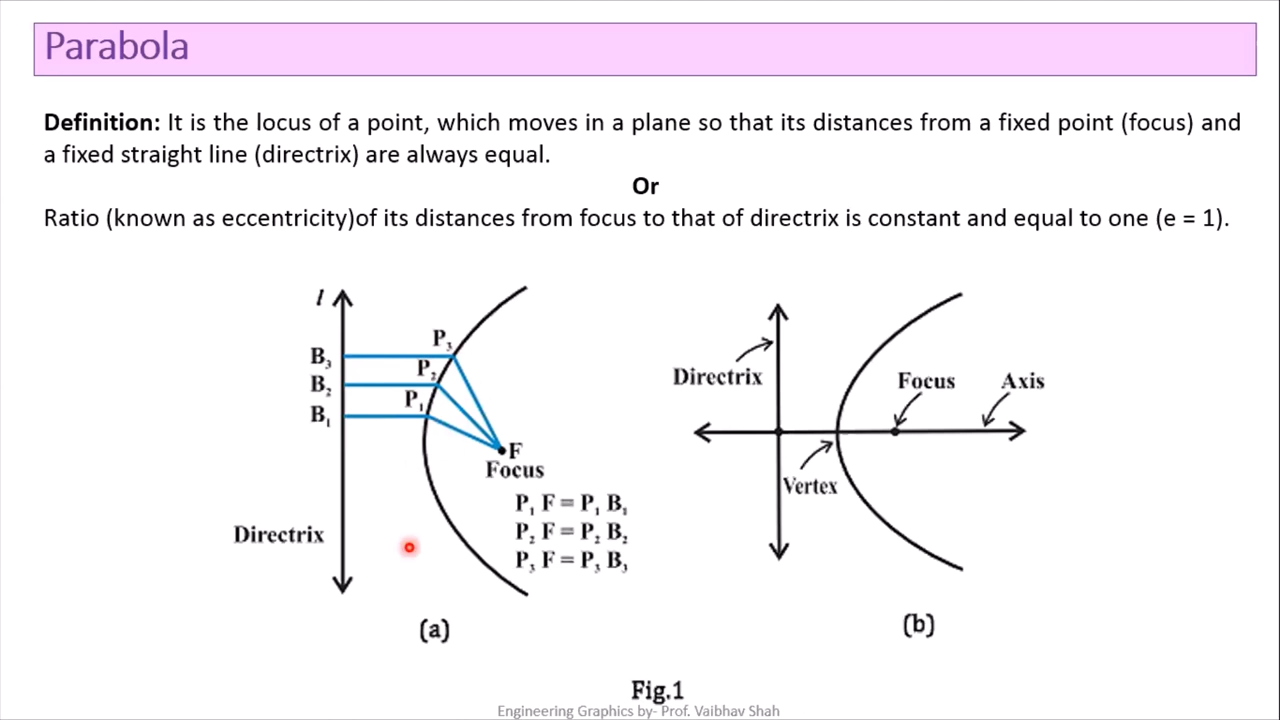 Parabola
Definition: It is the locus of a point, which moves in a plane so that its distances from a fixed point (focus) and
a fixed straight line (directrix) are always equal.
Or
Ratio (known as eccentricity)of its distances from focus to that of directrix is constant and equal to one (e = 1).
l
B₃
B₂
B₁
P₃
P₂
P₁
F
Focus
Directrix
P₁ F = P₁ B₁
P₂ F = P₂ B₂
P₃ F = P₃ B₃
(a)
Directrix
Focus
Axis
Vertex
(b)
Fig.1
Engineering Graphics by- Prof. Vaibhav Shah